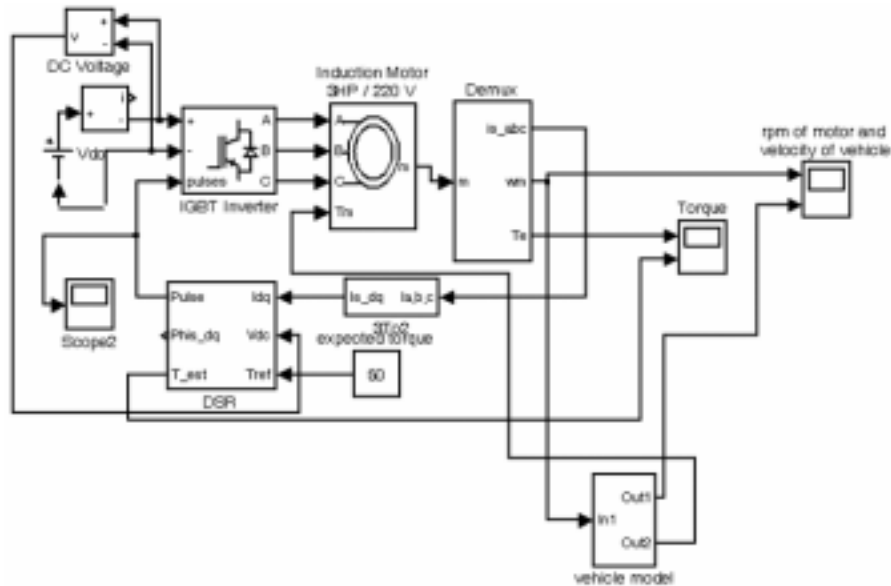 +
v
-
DC Voltage
i
+
-
Vdc
+
-
pulses
A
B
C
IGBT Inverter
Induction Motor
3HP / 220 V
A
B
C
Tm
m
Demux
m
is_abc
wm
Te
rpm of motor and
velocity of vehicle
Torque
Scope2
Pulse
Phis_dq
T_est
Idq
Vdc
Tref
DSR
Is_dq
Ia,b,c
3To2
expected torque
In1
Out1
Out2
vehicle model